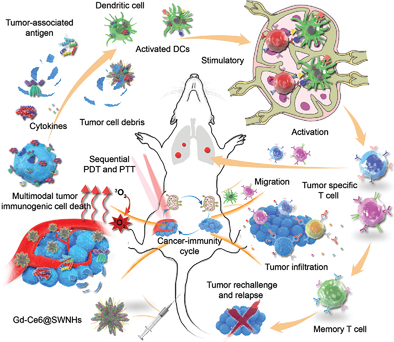 Dendritic cell
Tumor-associated
antigen
Activated DCs
Stimulatory
Cytokines
Tumor cell debris
Activation
Sequential
PDT and PTT
Migration
Tumor specific
T cell
Multimodal tumor
immunogenic cell death
¹O₂
Cancer-immunity
cycle
Tumor infiltration
Tumor rechallenge
and relapse
Gd-Ce6@SWNHs
Memory T cell